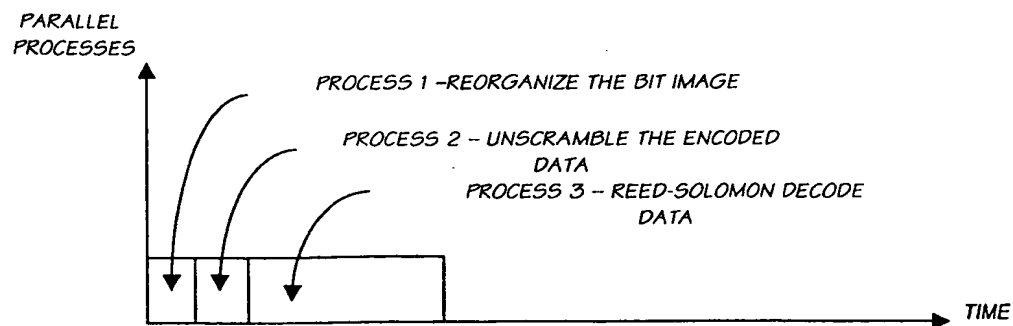 PARALLEL
PROCESSES
PROCESS 1 –REORGANIZE THE BIT IMAGE
PROCESS 2 – UNSCRAMBLE THE ENCODED
DATA
PROCESS 3 – REED-SOLOMON DECODE
DATA
TIME